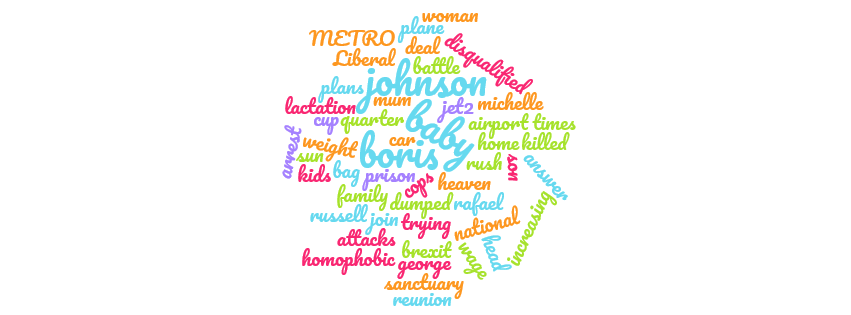 woman
METRO
plane
deal
disqualified
Liberal
battle
johnson
plans
mum
baby
jet2
michelle
lactation
cup
quarter
airport times
arrest
weight
car
boris
home
killed
sun
rush
son
answer
kids
bag
prison
cops
heaven
family
dumped
rafael
increasing
russell
join
trying
national
attacks
brexit
wage
head
homophobic
george
sanctuary
reunion